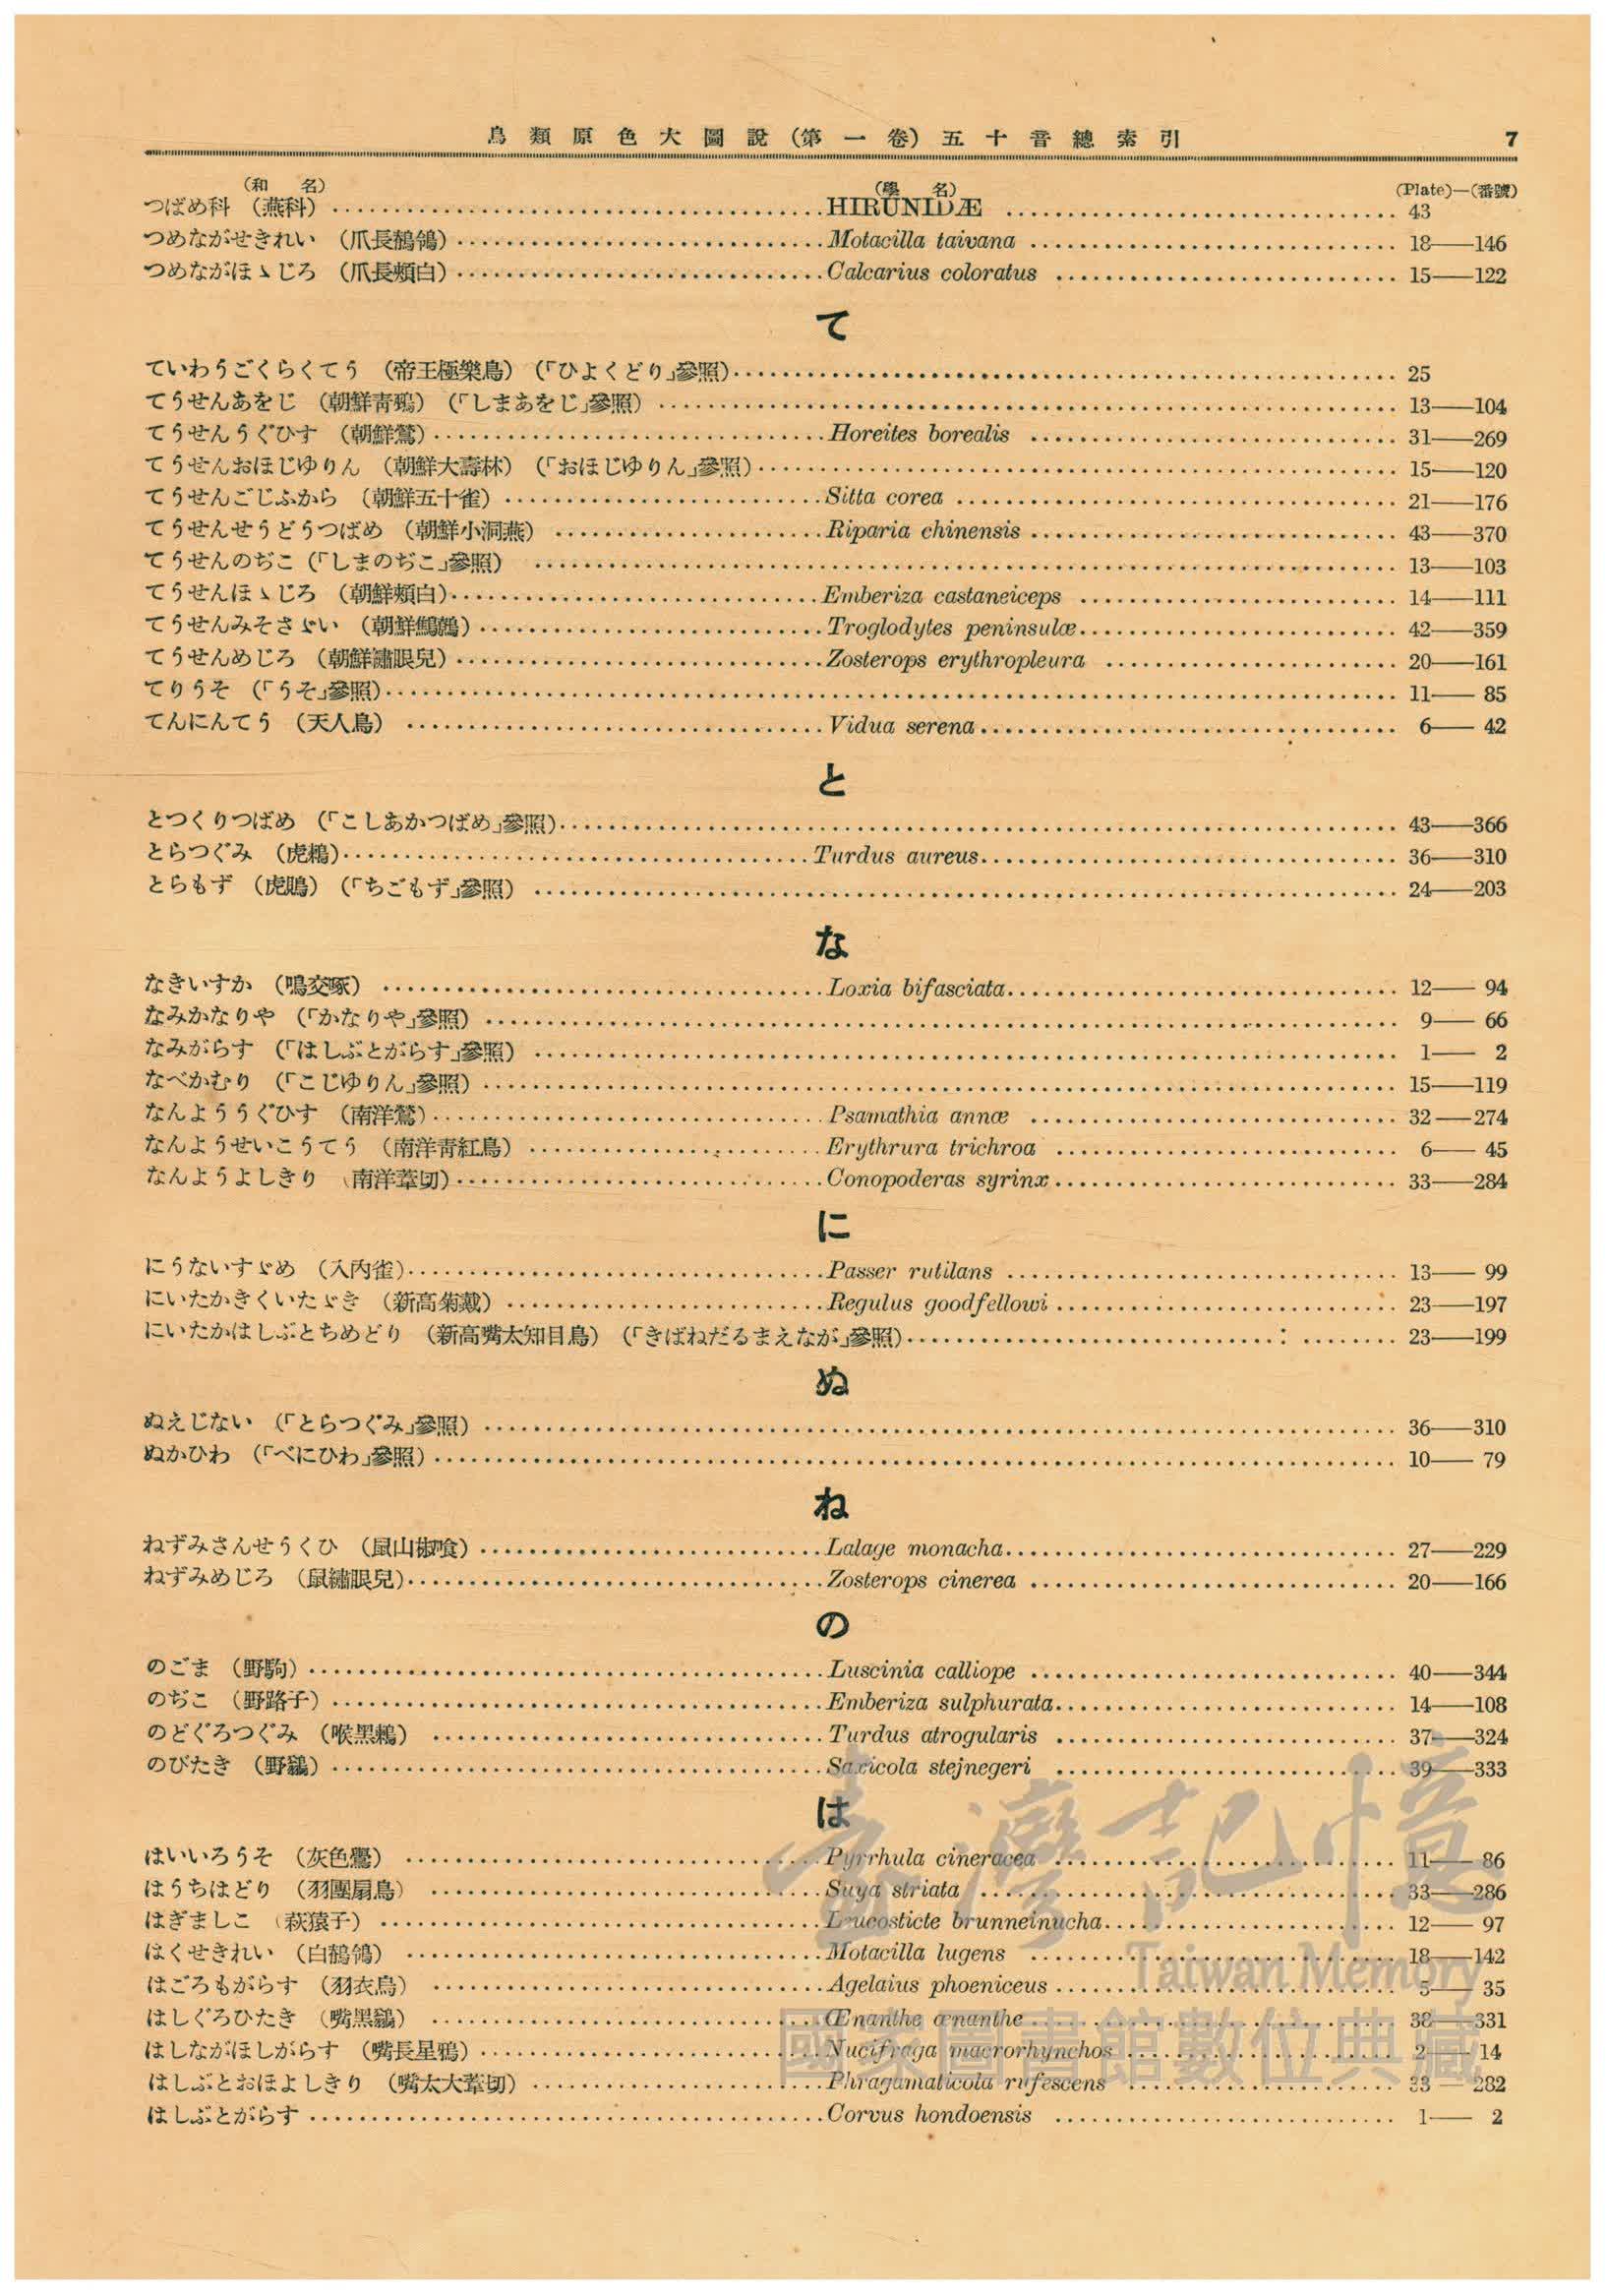 鳥類原色大圖說(第一卷)五十音總索引 7
(和名) (學名) (Plate)—(番號)
つばめ科 (燕科) HIRUNIDÆ 43
つめながせきれい (爪長鶺鴒) Motacilla taivana 18—146
つめながほゝじろ (爪長頰白) Calcarius coloratus 15—122
て
ていわうごくらくてう (帝王極樂鳥) (「ひよくどり」參照) 25
てうせんあをじ (朝鮮靑鵐) (「しまあをじ」參照) 13—104
てうせんうぐひす (朝鮮鶯) Horeites borealis 31—269
てうせんおほじゆりん (朝鮮大壽林) (「おほじゆりん」參照) 15—120
てうせんごじふから (朝鮮五十雀) Sitta corea 21—176
てうせんせうどうつばめ (朝鮮小洞燕) Riparia chinensis 43—370
てうせんのぢこ (「しまのぢこ」參照) 13—103
てうせんほゝじろ (朝鮮頰白) Emberiza castaneiceps 14—111
てうせんみそさゞい (朝鮮鷦鷯) Troglodytes peninsulæ 42—359
てうせんめじろ (朝鮮繡眼兒) Zosterops erythropleura 20—161
てりうそ (「うそ」參照) 11—85
てんにんてう (天人鳥) Vidua serena 6—42
と
とつくりつばめ (「こしあかつばめ」參照) 43—366
とらつぐみ (虎鶫) Turdus aureus 36—310
とらもず (虎鵙) (「ちごもず」參照) 24—203
な
なきいすか (鳴交啄) Loxia bifasciata 12—94
なみかなりや (「かなりや」參照) 9—66
なみがらす (「はしぶとがらす」參照) 1—2
なべかむり (「こじゆりん」參照) 15—119
なんよううぐひす (南洋鶯) Psamathia annæ 32—274
なんようせいこうてう (南洋靑紅鳥) Erythrura trichroa 6—45
なんようよしきり (南洋葦切) Conopoderas syrinx 33—284
に
にうないすゞめ (入內雀) Passer rutilans 13—99
にいたかきくいたゞき (新高菊戴) Regulus goodfellowi 23—197
にいたかはしぶとちめどり (新高嘴太知目鳥) (「きばねだるまえなが」參照) 23—199
ぬ
ぬえじない (「とらつぐみ」參照) 36—310
ぬかひわ (「べにひわ」參照) 10—79
ね
ねずみさんせうくひ (鼠山椒喰) Lalage monacha 27—229
ねずみめじろ (鼠繡眼兒) Zosterops cinerea 20—166
の
のごま (野駒) Luscinia calliope 40—344
のぢこ (野路子) Emberiza sulphurata 14—108
のどぐろつぐみ (喉黑鶫) Turdus atrogularis 37—324
のびたき (野鶲) Saxicola stejnegeri 39—333
は
はいいろうそ (灰色鷽) Pyrrhula cineracea 11—86
はうちはどり (羽團扇鳥) Suya striata 33—286
はぎましこ (萩猿子) Leucosticte brunneinucha 12—97
はくせきれい (白鶺鴒) Motacilla lugens 18—142
はごろもがらす (羽衣烏) Agelaius phoeniceus 5—35
はしぐろひたき (嘴黑鶲) Œnanthe œnanthe 38—331
はしながほしがらす (嘴長星鴉) Nucifraga macrorhynchos 2—14
はしぶとおほよしきり (嘴太大葦切) Phragamaticola rufescens 33—282
はしぶとがらす Corvus hondoensis 1—2
臺灣記憶
Taiwan Memory
國家圖書館數位典藏